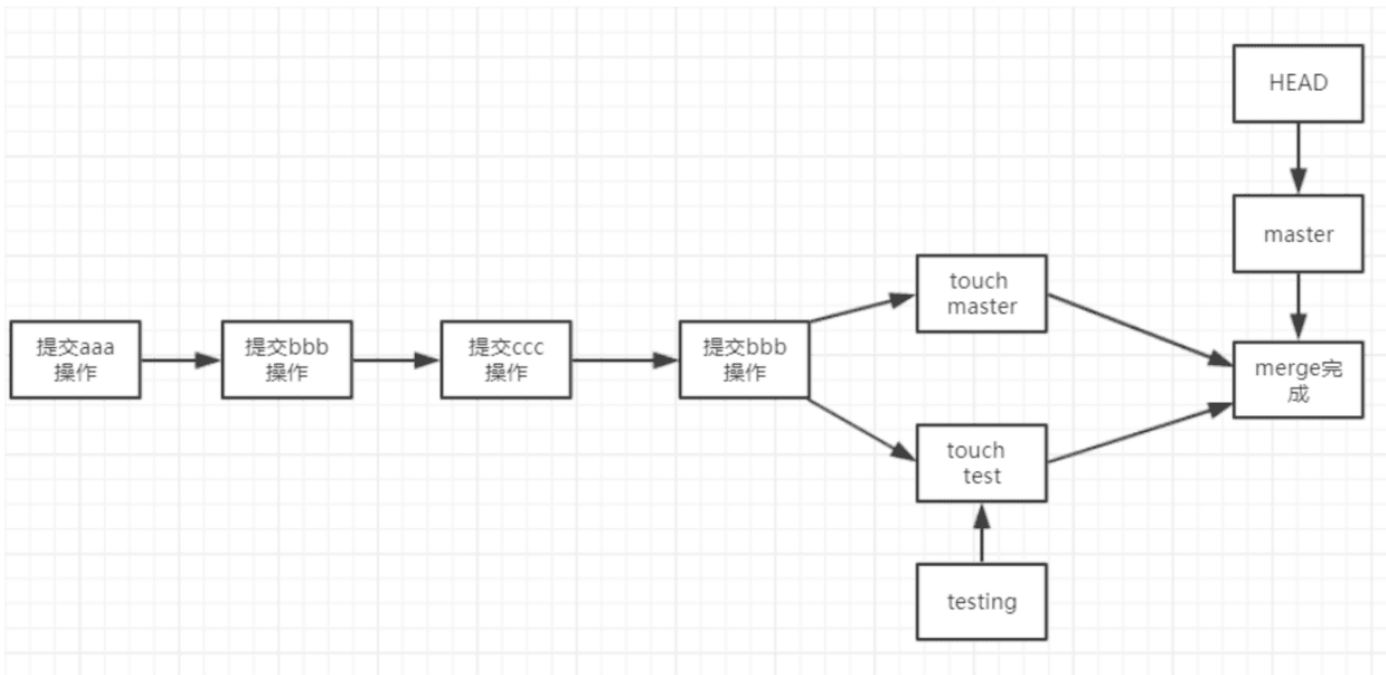 HEAD
master
touch
master
提交aaa
操作
提交bbb
操作
提交ccc
操作
提交bbb
操作
merge完
成
touch
test
testing